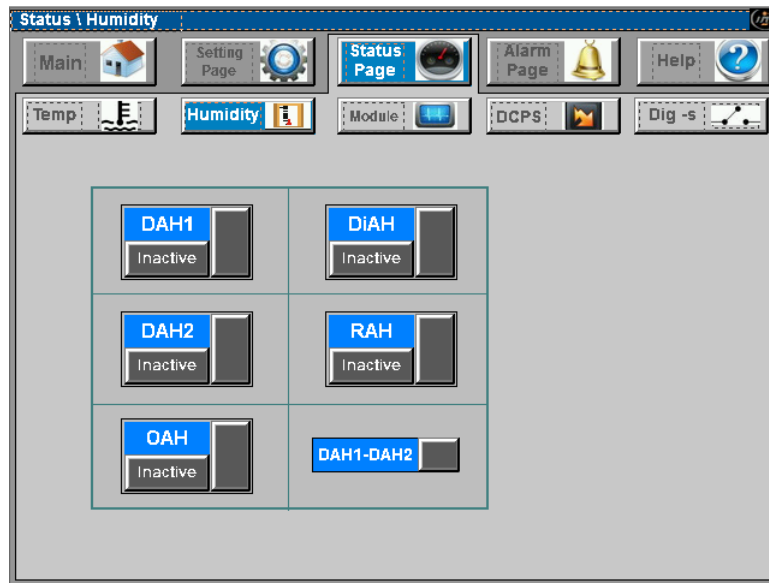 Status \ Humidity
Main
Setting
Page
Status
Page
Alarm
Page
Help
Temp
Humidity
Module
DCPS
Dig -s
DAH1
Inactive
DiAH
Inactive
DAH2
Inactive
RAH
Inactive
OAH
Inactive
DAH1-DAH2